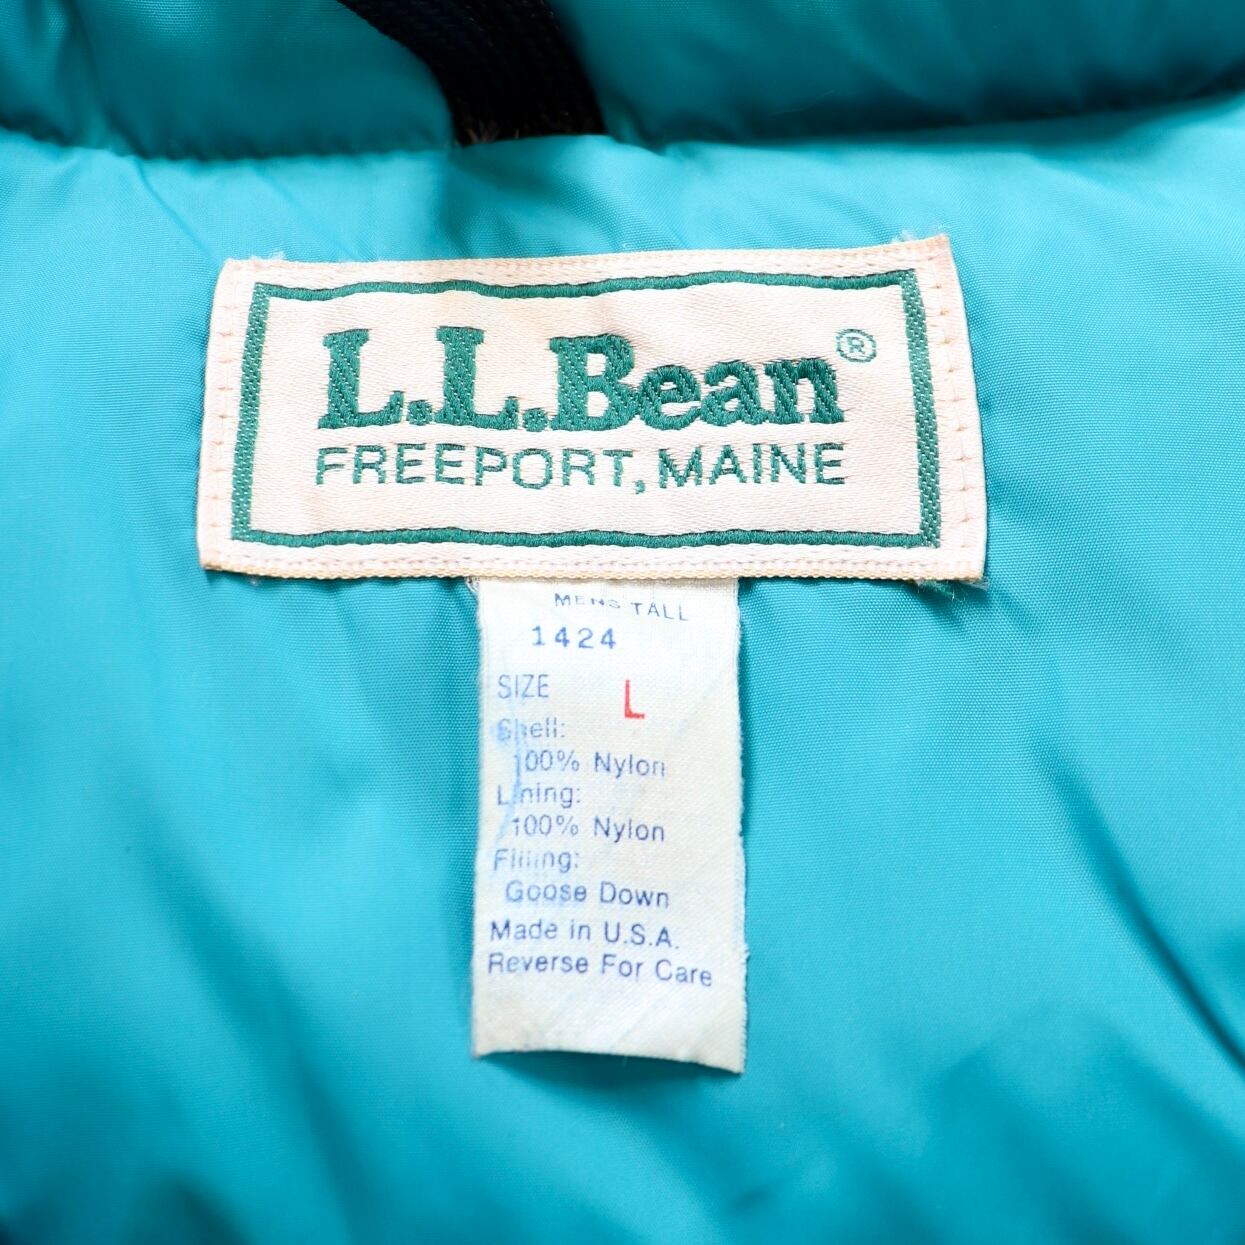 L.L.Bean®
FREEPORT, MAINE
MENS TALL
1424
SIZE L
Shell:
100% Nylon
Lining:
100% Nylon
Filling:
Goose Down
Made in U.S.A.
Reverse For Care